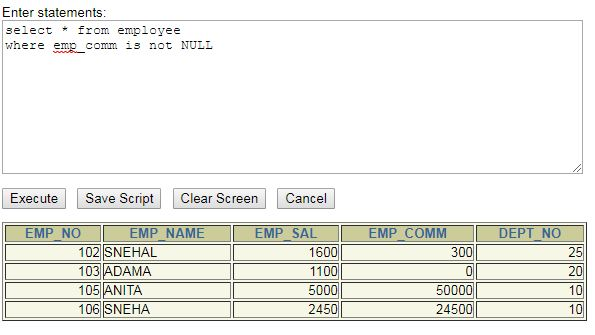 Enter statements:
select * from employee
where emp_comm is not NULL
Execute Save Script Clear Screen Cancel
EMP_NO EMP_NAME EMP_SAL EMP_COMM DEPT_NO
102 SNEHAL 1600 300 25
103 ADAMA 1100 0 20
105 ANITA 5000 50000 10
106 SNEHA 2450 24500 10